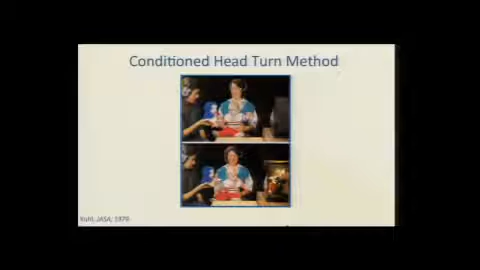 Conditioned Head Turn Method
Kuhl, JASA, 1979